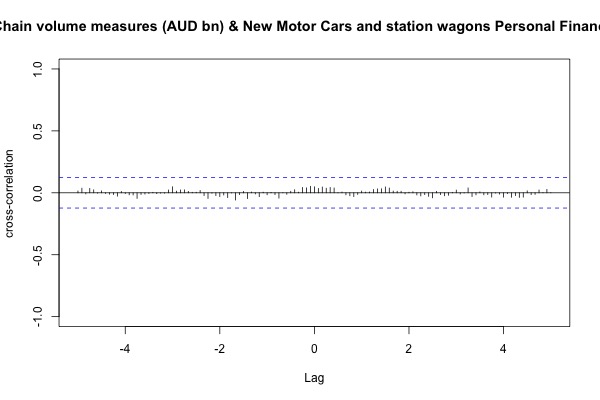 Chain volume measures (AUD bn) & New Motor Cars and station wagons Personal Finan
cross-correlation
1.0
0.5
0.0
-0.5
-1.0
-4 -2 0 2 4
Lag